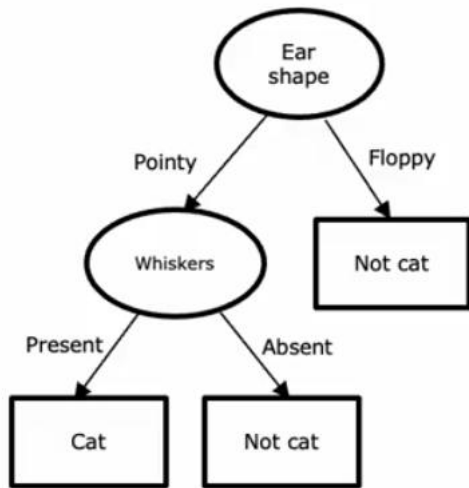 Ear
shape
Pointy
Floppy
Whiskers
Not cat
Present
Absent
Cat
Not cat